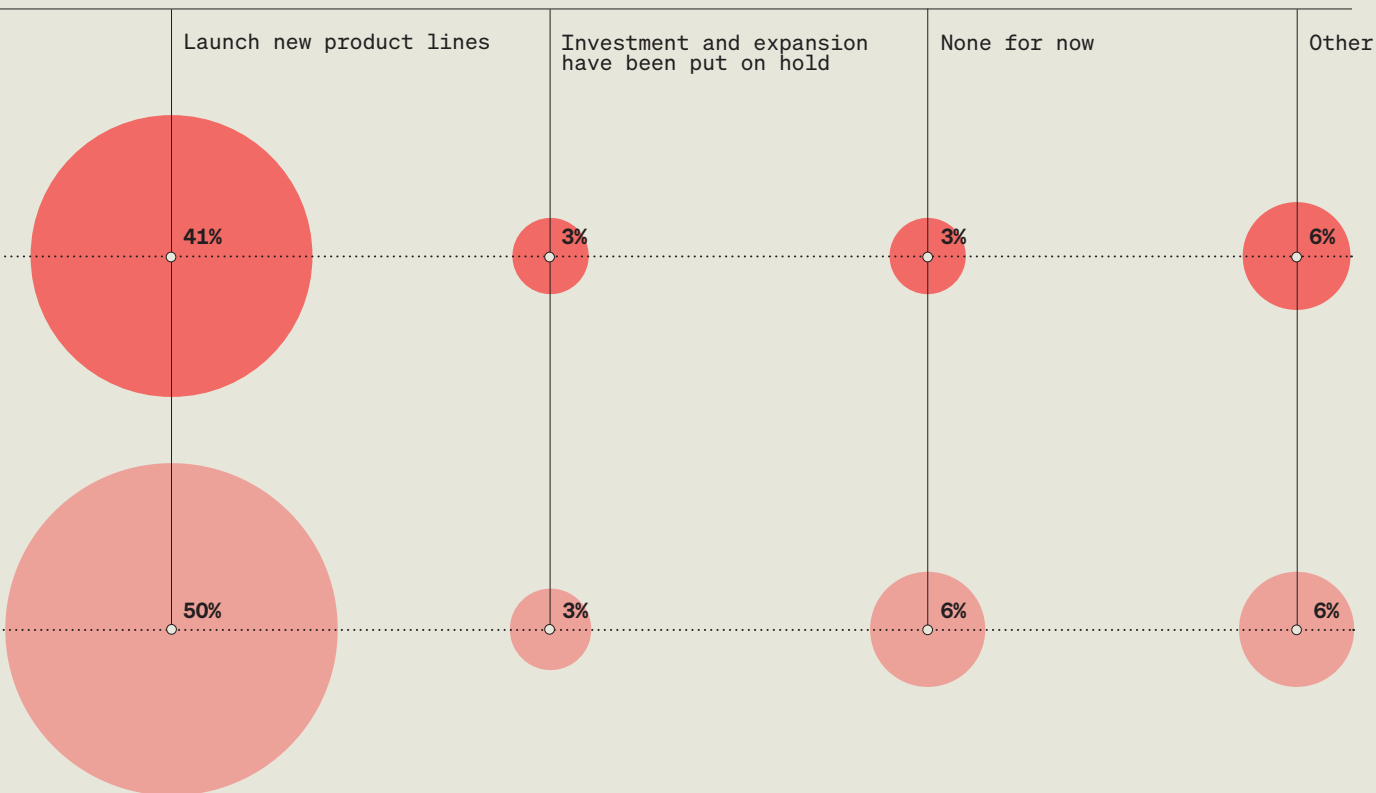 Launch new product lines
Investment and expansion
have been put on hold
None for now
Other
41%
3%
3%
6%
50%
3%
6%
6%